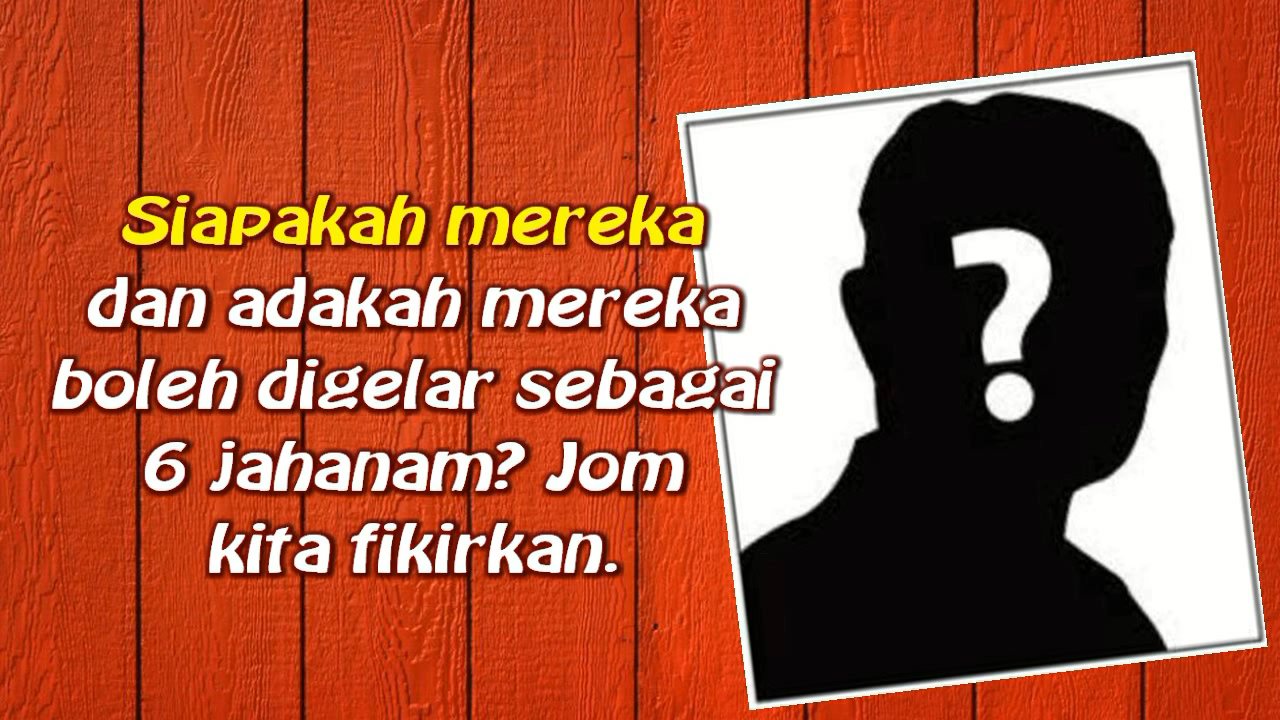 Siapakah mereka
dan adakah mereka
boleh digelar sebagai
6 jahanam? Jom
kita fikirkan.
?